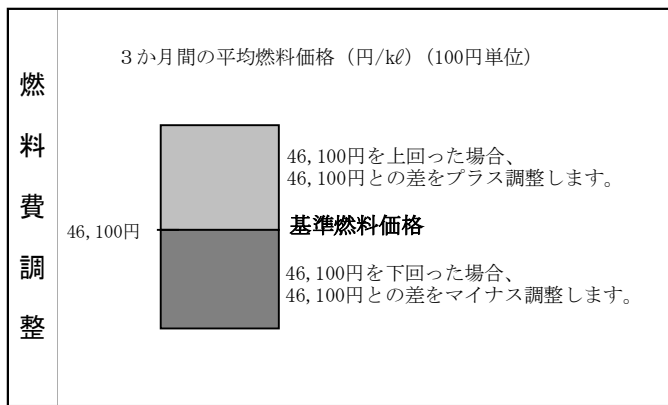 燃料費調整
3か月間の平均燃料価格（円/kℓ）（100円単位）
46,100円を上回った場合、
46,100円との差をプラス調整します。
46,100円
基準燃料価格
46,100円を下回った場合、
46,100円との差をマイナス調整します。